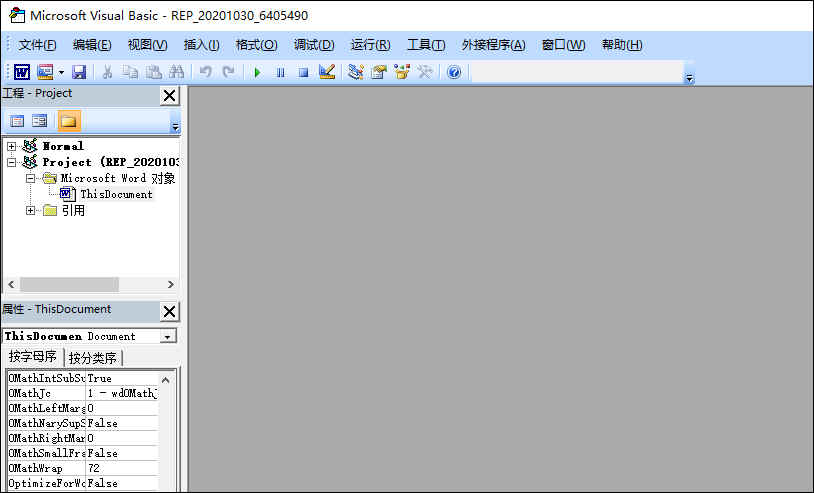 Microsoft Visual Basic - REP_20201030_6405490
文件(F) 编辑(E) 视图(V) 插入(I) 格式(O) 调试(D) 运行(R) 工具(T) 外接程序(A) 窗口(W) 帮助(H)
工程 - Project
Normal
Project (REP_2020103
Microsoft Word 对象
ThisDocument
引用
属性 - ThisDocument
ThisDocumen Document
按字母序 按分类序
OMathIntSubSu True
OMathJc 1 - wdOMathJ
OMathLeftMarg 0
OMathNarySupS False
OMathRightMar 0
OMathSmallFra False
OMathWrap 72
OptimizeForWo False